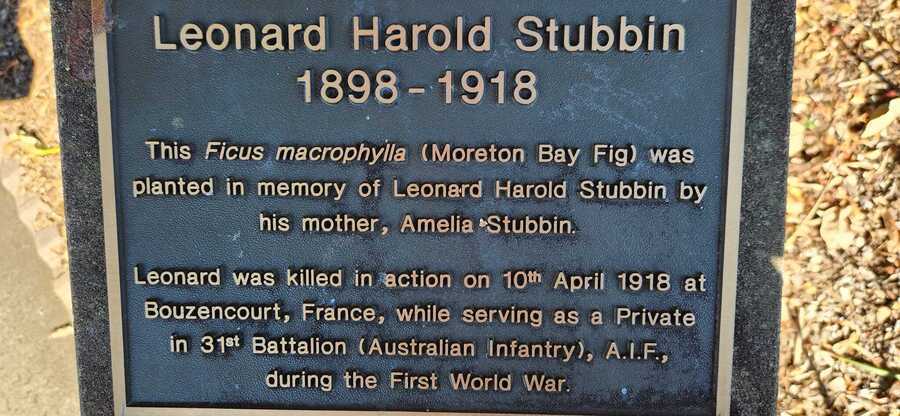 Leonard Harold Stubbin
1898 - 1918
This Ficus macrophylla (Moreton Bay Fig) was
planted in memory of Leonard Harold Stubbin by
his mother, Amelia Stubbin.
Leonard was killed in action on 10th April 1918 at
Bouzencourt, France, while serving as a Private
in 31st Battalion (Australian Infantry), A.I.F.,
during the First World War.